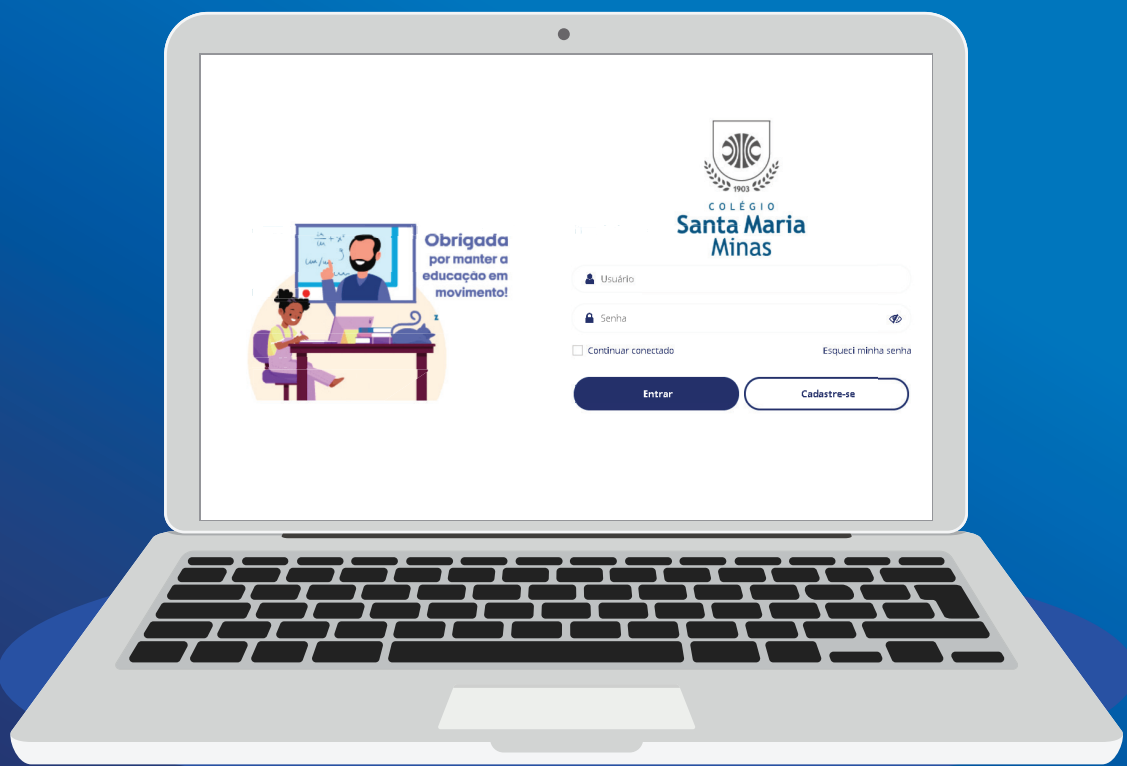 Obrigada
por manter a
educação em
movimento!
1903
COLÉGIO
Santa Maria
Minas
Usuário
Senha
Continuar conectado
Esqueci minha senha
Entrar
Cadastre-se
z